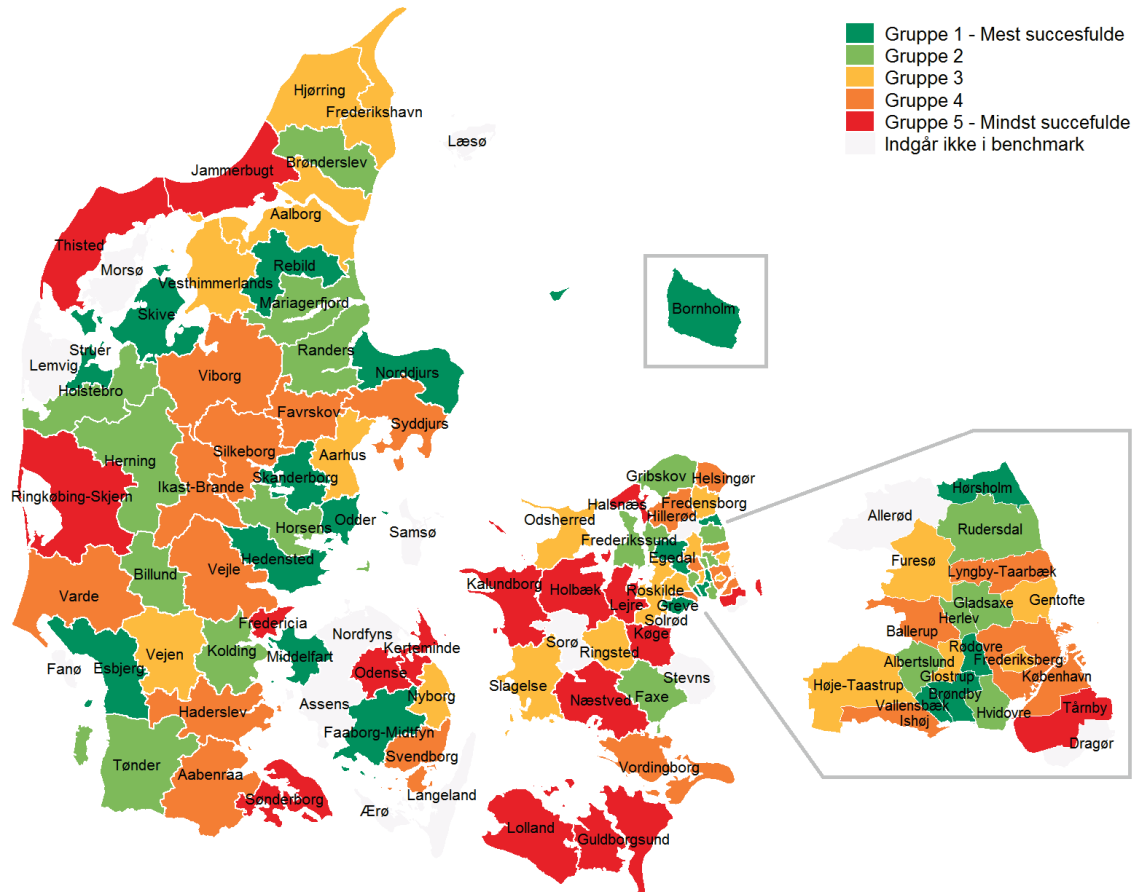 Gruppe 1 - Mest succesfulde
Gruppe 2
Gruppe 3
Gruppe 4
Gruppe 5 - Mindst succefulde
Indgår ikke i benchmark
Hjørring
Frederikshavn
Læsø
Brønderslev
Jammerbugt
Aalborg
Thisted
Morsø
Rebild
Vesthimmerlands
Mariagerfjord
Skive
Struer
Lemvig
Holstebro
Viborg
Randers
Norddjurs
Favrskov
Syddjurs
Silkeborg
Aarhus
Herning
Skanderborg
Ikast-Brande
Ringkøbing-Skjern
Horsens
Odder
Samsø
Hedensted
Billund
Vejle
Varde
Fredericia
Nordfyns
Kerteminde
Middelfart
Kolding
Vejen
Esbjerg
Fanø
Odense
Nyborg
Assens
Haderslev
Faaborg-Midtfyn
Svendborg
Tønder
Aabenraa
Sønderborg
Langeland
Ærø
Bornholm
Gribskov
Helsingør
Halsnæs
Fredensborg
Hillerød
Odsherred
Frederikssund
Egedal
Kalundborg
Holbæk
Roskilde
Lejre
Greve
Solrød
Køge
Sorø
Ringsted
Stevns
Slagelse
Næstved
Faxe
Vordingborg
Lolland
Guldborgsund
Hørsholm
Allerød
Rudersdal
Furesø
Lyngby-Taarbæk
Gentofte
Gladsaxe
Herlev
Ballerup
Rødovre
Albertslund
Frederiksberg
Glostrup
København
Høje-Taastrup
Brøndby
Vallensbæk
Hvidovre
Ishøj
Tårnby
Dragør